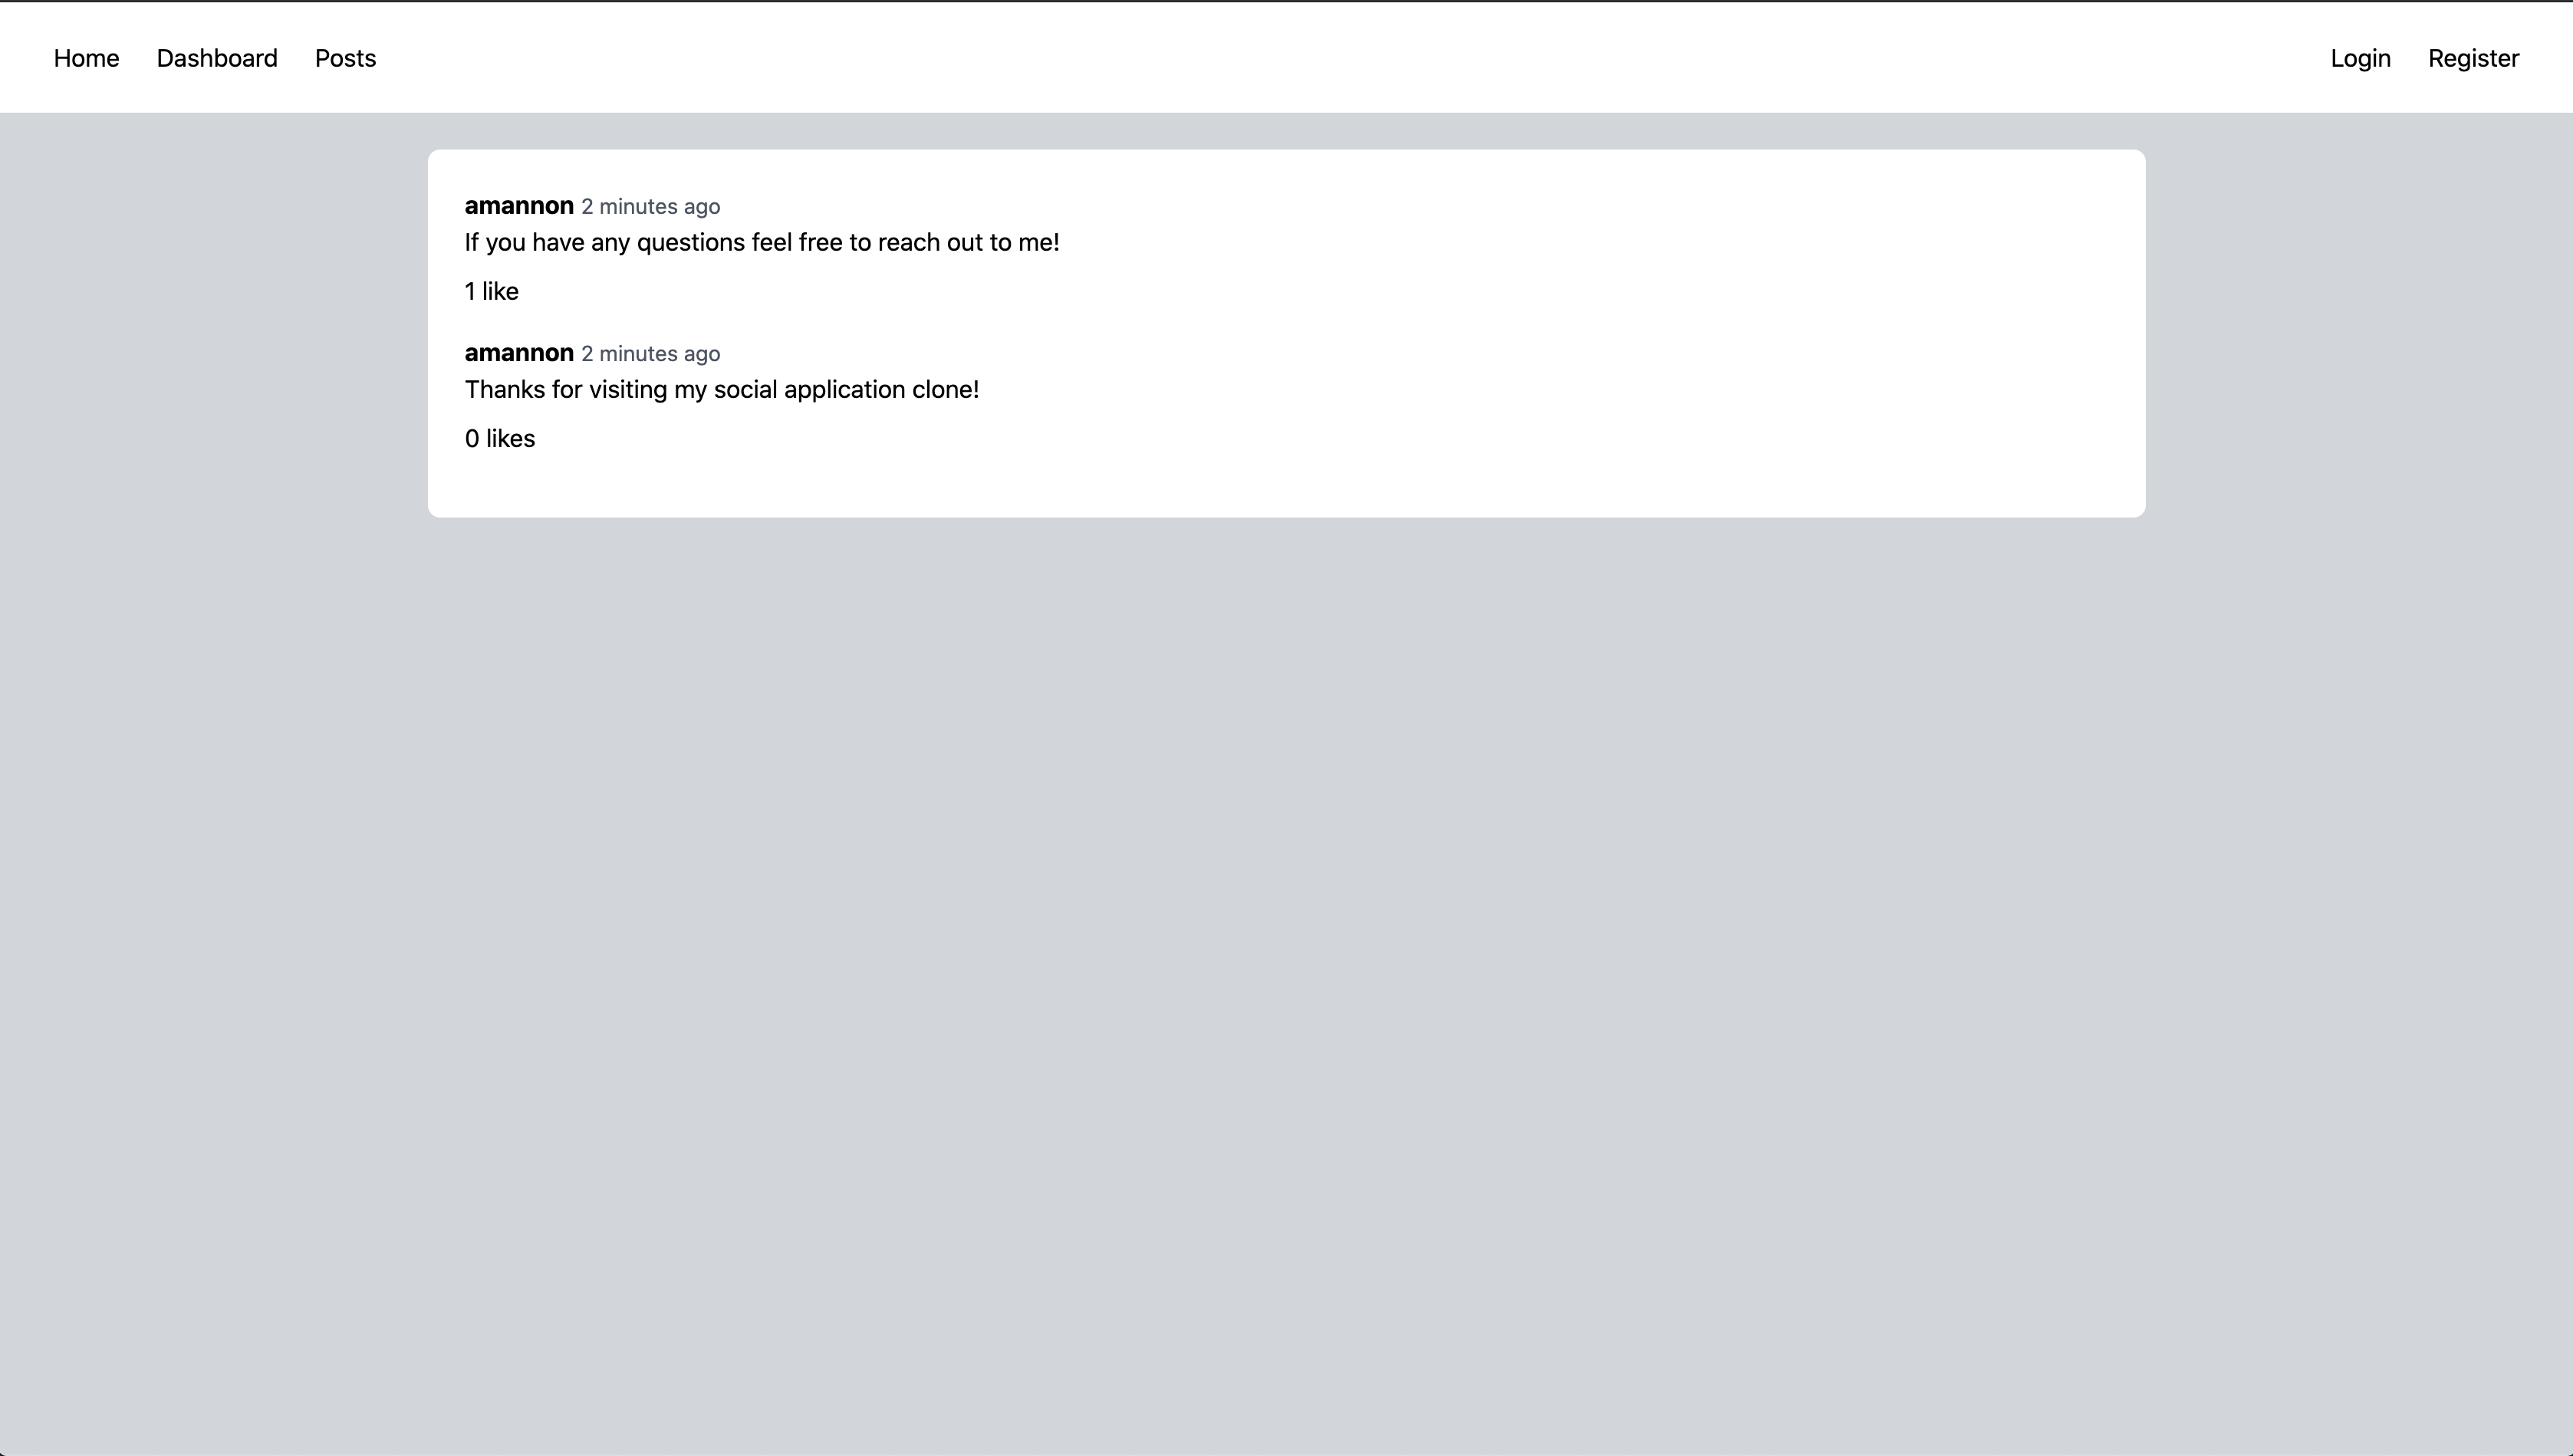 Home Dashboard Posts Login Register
amannon 2 minutes ago
If you have any questions feel free to reach out to me!
1 like
amannon 2 minutes ago
Thanks for visiting my social application clone!
0 likes